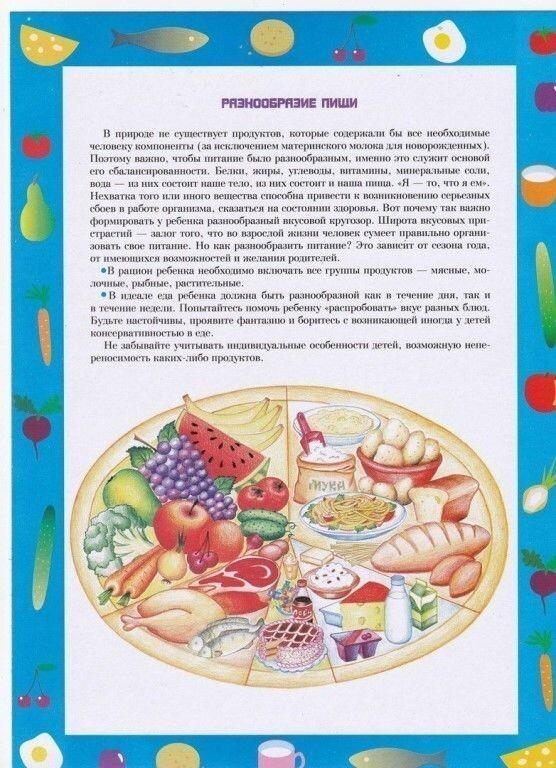 РАЗНООБРАЗИЕ ПИЩИ
В природе не существует продуктов, которые содержали бы все необходимые
человеку компоненты (за исключением материнского молока для новорожденных).
Поэтому важно, чтобы питание было разнообразным, именно это служит основой
его сбалансированности. Белки, жиры, углеводы, витамины, минеральные соли,
вода — из них состоит наше тело, из них состоит и наша пища. «Я — то, что я ем».
Нехватка того или иного вещества способна привести к возникновению серьезных
сбоев в работе организма, сказаться на состоянии здоровья. Вот почему так важно
формировать у ребенка разнообразный вкусовой кругозор. Широта вкусовых при-
страстий — залог того, что во взрослой жизни человек сумеет правильно органи-
зовать свое питание. Но как разнообразить питание? Это зависит от сезона года,
от имеющихся возможностей и желания родителей.
•В рацион ребенка необходимо включать все группы продуктов — мясные, мо-
лочные, рыбные, растительные.
•В идеале еда ребенка должна быть разнообразной как в течение дня, так и
в течение недели. Попытайтесь помочь ребенку «распробовать» вкус разных блюд.
Будьте настойчивы, проявите фантазию и боритесь с возникающей иногда у детей
консервативностью в еде.
Не забывайте учитывать индивидуальные особенности детей, возможную непе-
реносимость каких-либо продуктов.
МУКА